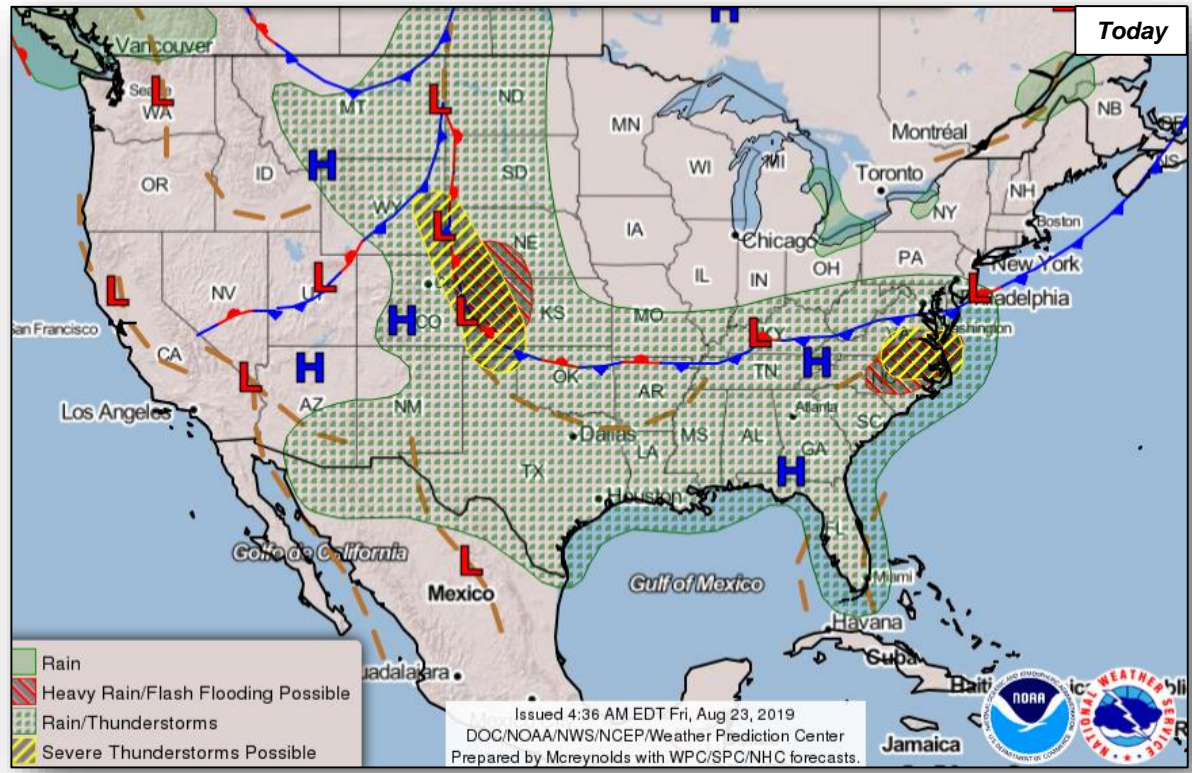 Today
Vancouver
Seattle
WA
MT
ND
MN
OR
ID
SD
WI
MI
Montréal
NB
Toronto
NH
NY
Boston
WY
NE
IA
Chicago
PA
New York
NV
IL
IN
OH
Philadelphia
San Francisco
CA
CO
KS
MO
KY
Washington
OK
TN
AR
Los Angeles
AZ
NM
Atlanta
SC
Dallas
MS
AL
GA
LA
TX
Houston
FL
Golfo de California
Gulf of Mexico
Miami
Mexico
Havana
Cuba
Guadalajara
Jamaica
H
L
Rain
Heavy Rain/Flash Flooding Possible
Rain/Thunderstorms
Severe Thunderstorms Possible
Issued 4:36 AM EDT Fri, Aug 23, 2019
DOC/NOAA/NWS/NCEP/Weather Prediction Center
Prepared by Mcreynolds with WPC/SPC/NHC forecasts.
NOAA
NATIONAL WEATHER SERVICE